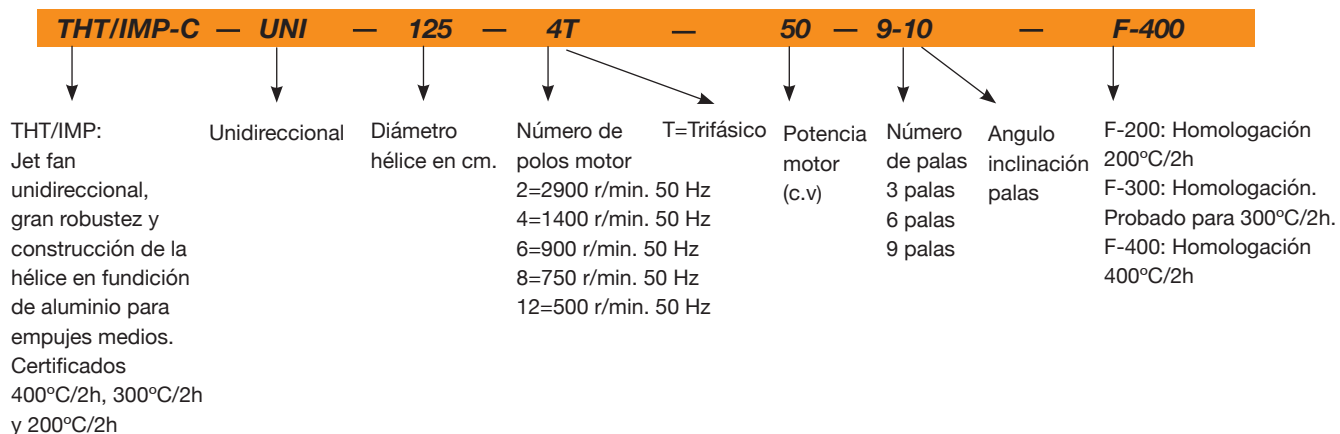 THT/IMP-C — UNI — 125 — 4T — 50 — 9-10 — F-400
THT/IMP:
Jet fan
unidireccional,
gran robustez y
construcción de la
hélice en fundición
de aluminio para
empujes medios.
Certificados
400ºC/2h, 300ºC/2h
y 200ºC/2h
Unidireccional
Diámetro
hélice en cm.
Número de
polos motor
2=2900 r/min. 50 Hz
4=1400 r/min. 50 Hz
6=900 r/min. 50 Hz
8=750 r/min. 50 Hz
12=500 r/min. 50 Hz
T=Trifásico
Potencia
motor
(c.v)
Número
de palas
3 palas
6 palas
9 palas
Angulo
inclinación
palas
F-200: Homologación
200ºC/2h
F-300: Homologación.
Probado para 300ºC/2h.
F-400: Homologación
400ºC/2h